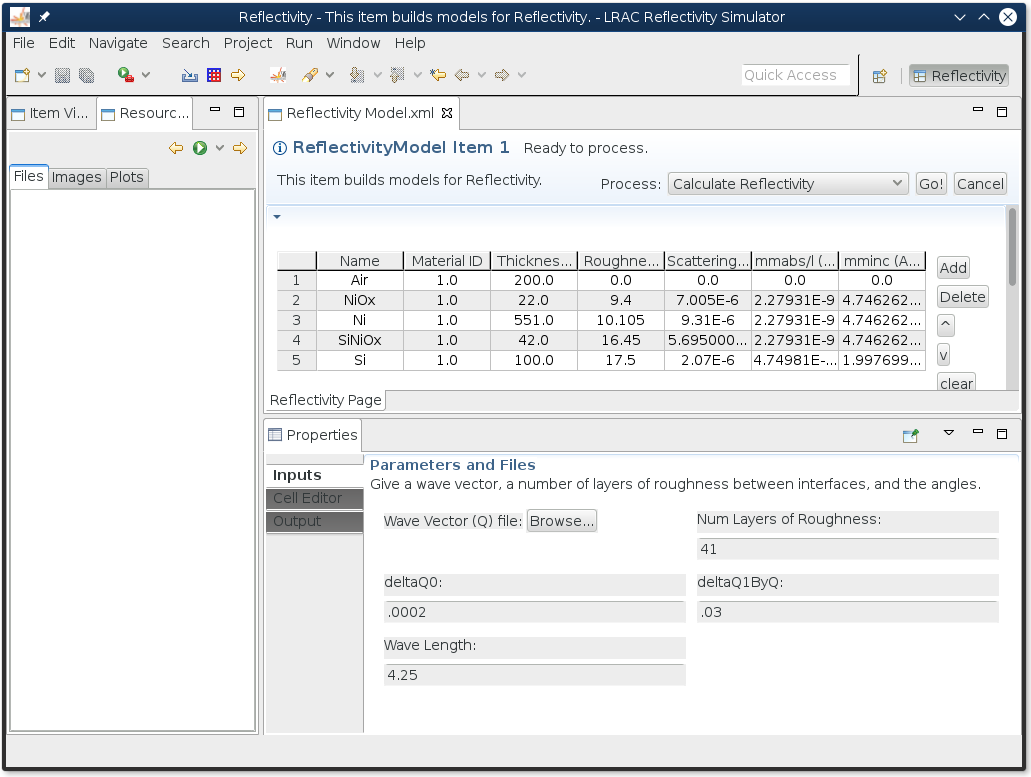 Reflectivity - This item builds models for Reflectivity. - LRAC Reflectivity Simulator
File Edit Navigate Search Project Run Window Help
Quick Access Reflectivity
Item Vi... Resourc... Reflectivity Model.xml
ReflectivityModel Item 1 Ready to process.
This item builds models for Reflectivity. Process: Calculate Reflectivity Go! Cancel
Files Images Plots
Name Material ID Thicknes... Roughne... Scattering... mmabs/l (... mminc (A...
1 Air 1.0 200.0 0.0 0.0 0.0 0.0
2 NiOx 1.0 22.0 9.4 7.005E-6 2.27931E-9 4.746262...
3 Ni 1.0 551.0 10.105 9.31E-6 2.27931E-9 4.746262...
4 SiNiOx 1.0 42.0 16.45 5.695000... 2.27931E-9 4.746262...
5 Si 1.0 100.0 17.5 2.07E-6 4.74981E-... 1.997699...
Add
Delete
^
v
clear
Reflectivity Page
Properties
Inputs
Cell Editor
Output
Parameters and Files
Give a wave vector, a number of layers of roughness between interfaces, and the angles.
Wave Vector (Q) file: Browse... Num Layers of Roughness:
41
deltaQ0: deltaQ1ByQ:
.0002 .03
Wave Length:
4.25